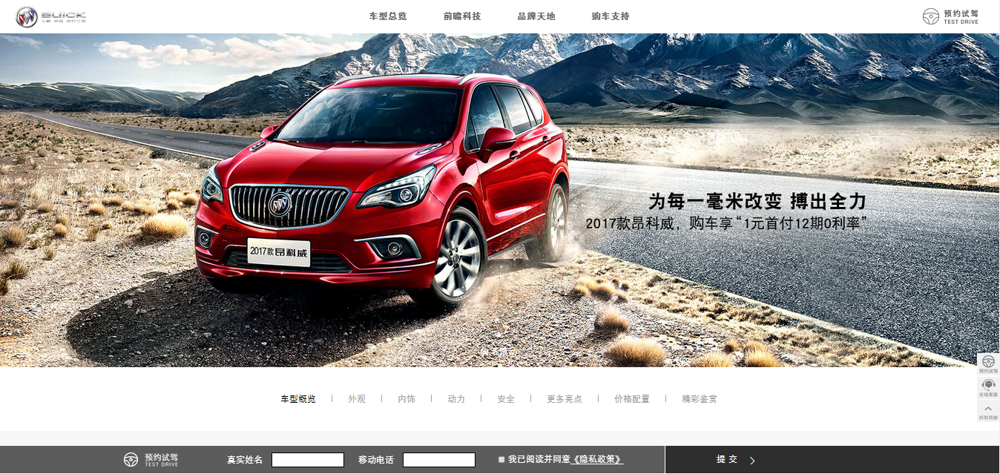 BUICK
车型总览
前瞻科技
品牌天地
购车支持
预约试驾
TEST DRIVE
为每一毫米改变 搏出全力
2017款昂科威，购车享“1元首付12期0利率”
2017款 昂科威
预约试驾
在线客服
回到顶部
车型概览
外观
内饰
动力
安全
更多亮点
价格配置
精彩鉴赏
预约试驾
TEST DRIVE
真实姓名
移动电话
我已阅读并同意《隐私政策》
提 交